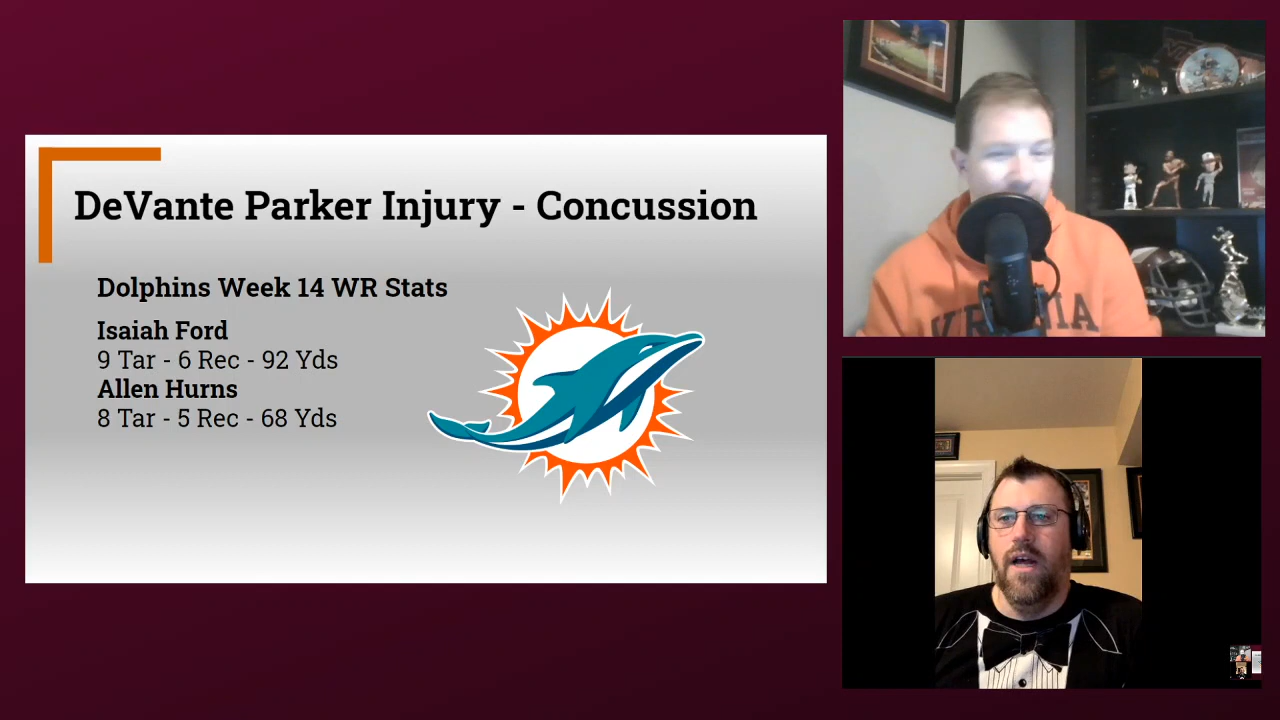 DeVante Parker Injury - Concussion
Dolphins Week 14 WR Stats
Isaiah Ford
9 Tar - 6 Rec - 92 Yds
Allen Hurns
8 Tar - 5 Rec - 68 Yds